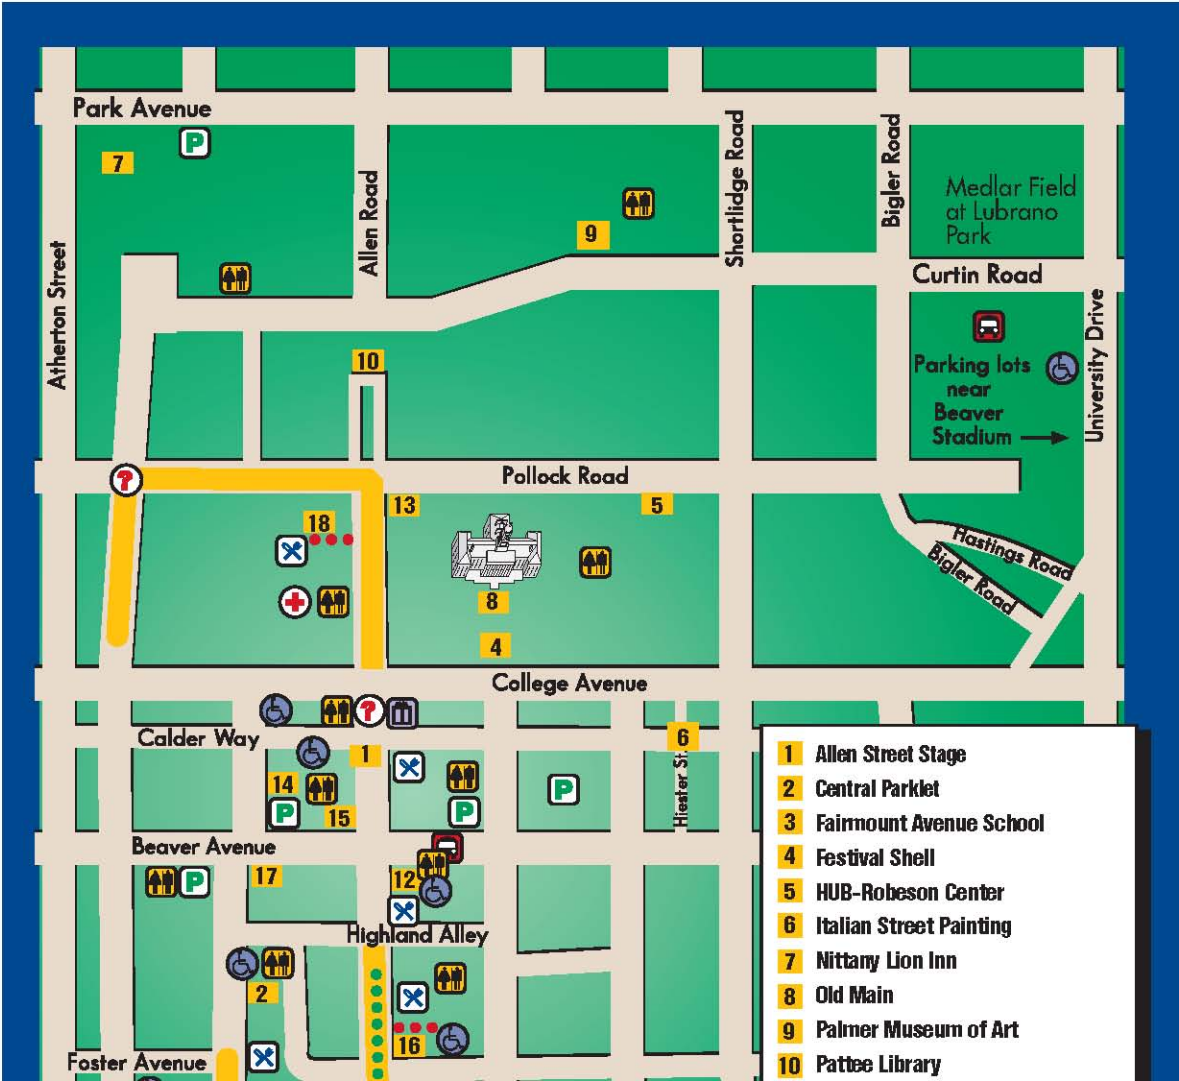 Park Avenue
P
7
Allen Road
Shortlidge Road
Bigler Road
Medlar Field
at Lubrano
Park
9
Atherton Street
Curtin Road
University Drive
10
Parking lots
near
Beaver
Stadium
?
Pollock Road
13
5
18
Hastings Road
Bigler Road
8
4
College Avenue
?
Calder Way
1
6
Hiester St.
14
P
15
P
P
Beaver Avenue
P
17
12
Highland Alley
2
16
Foster Avenue
1 Allen Street Stage
2 Central Parklet
3 Fairmount Avenue School
4 Festival Shell
5 HUB-Robeson Center
6 Italian Street Painting
7 Nittany Lion Inn
8 Old Main
9 Palmer Museum of Art
10 Pattee Library